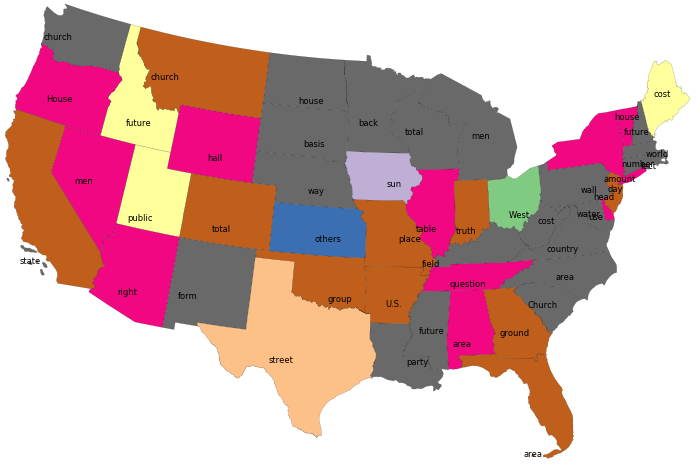 church
church
House
future
house
back
total
men
cost
house
future
world
number
hall
basis
men
way
sun
public
total
others
place
table
truth
West
wall
amount
day
head
water
use
cost
country
state
right
form
field
question
area
group
U.S.
future
area
ground
Church
street
party
area